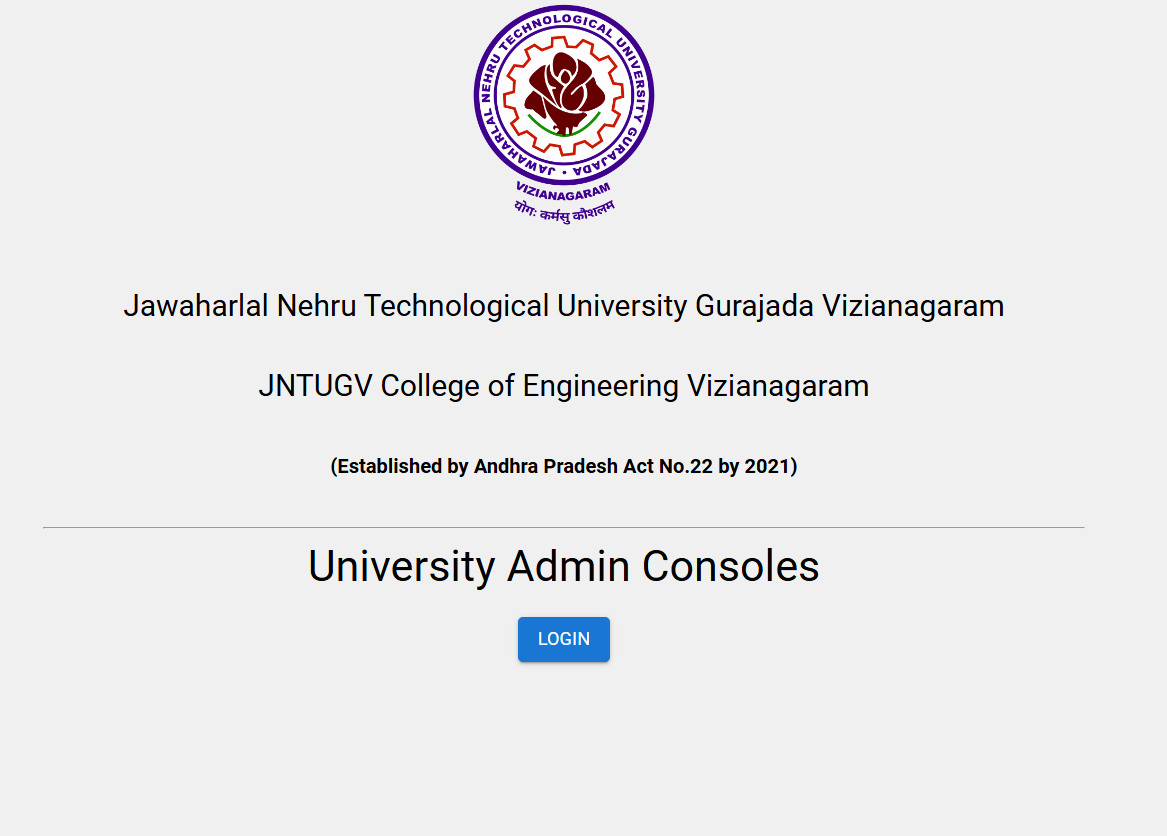 JAWAHARLAL NEHRU TECHNOLOGICAL UNIVERSITY GURAJADA •
VIZIANAGARAM
योगः कर्मसु कौशलम
Jawaharlal Nehru Technological University Gurajada Vizianagaram
JNTUGV College of Engineering Vizianagaram
(Established by Andhra Pradesh Act No.22 by 2021)
University Admin Consoles
LOGIN